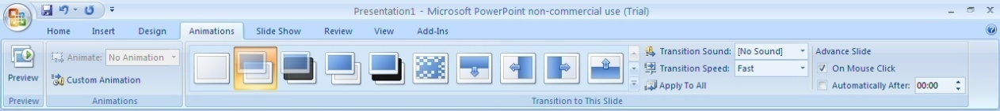 Presentation1 - Microsoft PowerPoint non-commercial use (Trial)
Home Insert Design Animations Slide Show Review View Add-Ins
Preview
Animate: No Animation
Custom Animation
Transition Sound: [No Sound]
Transition Speed: Fast
Apply To All
Advance Slide
On Mouse Click
Automatically After: 00:00
Preview Animations Transition to This Slide